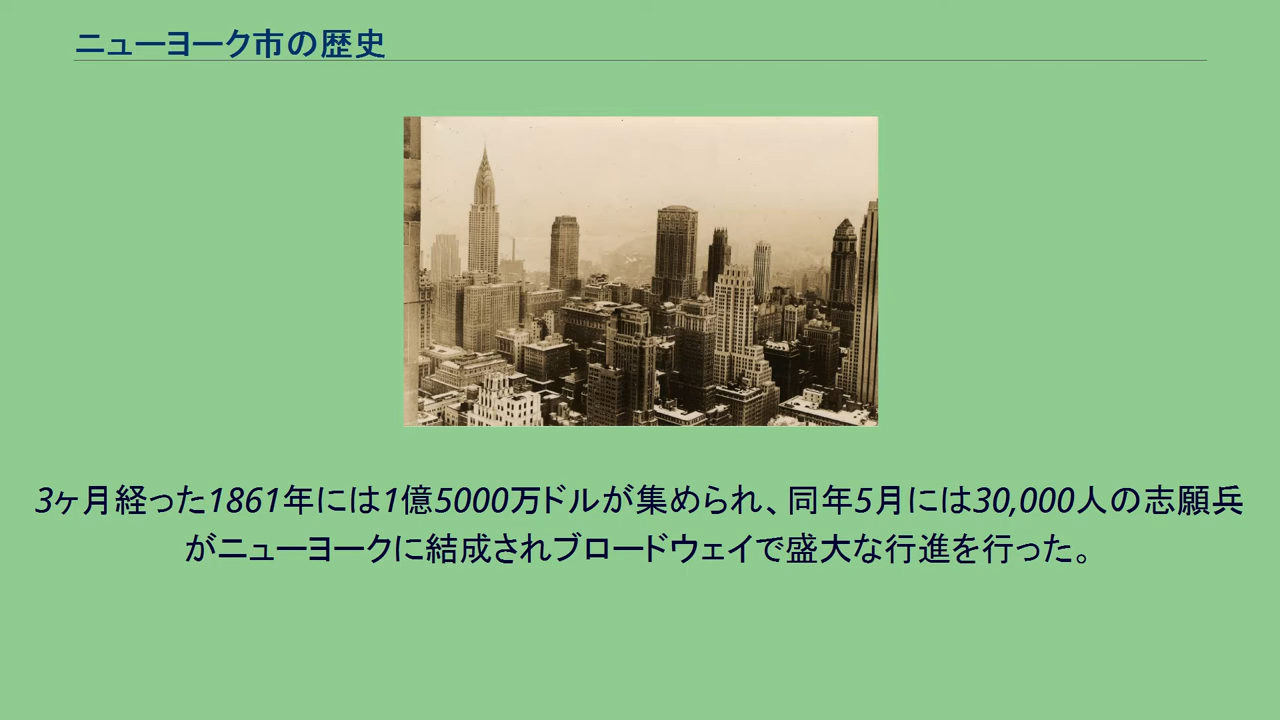 ニューヨーク市の歴史
3ヶ月経った1861年には1億5000万ドルが集められ、同年5月には30,000人の志願兵
がニューヨークに結成されブロードウェイで盛大な行進を行った。